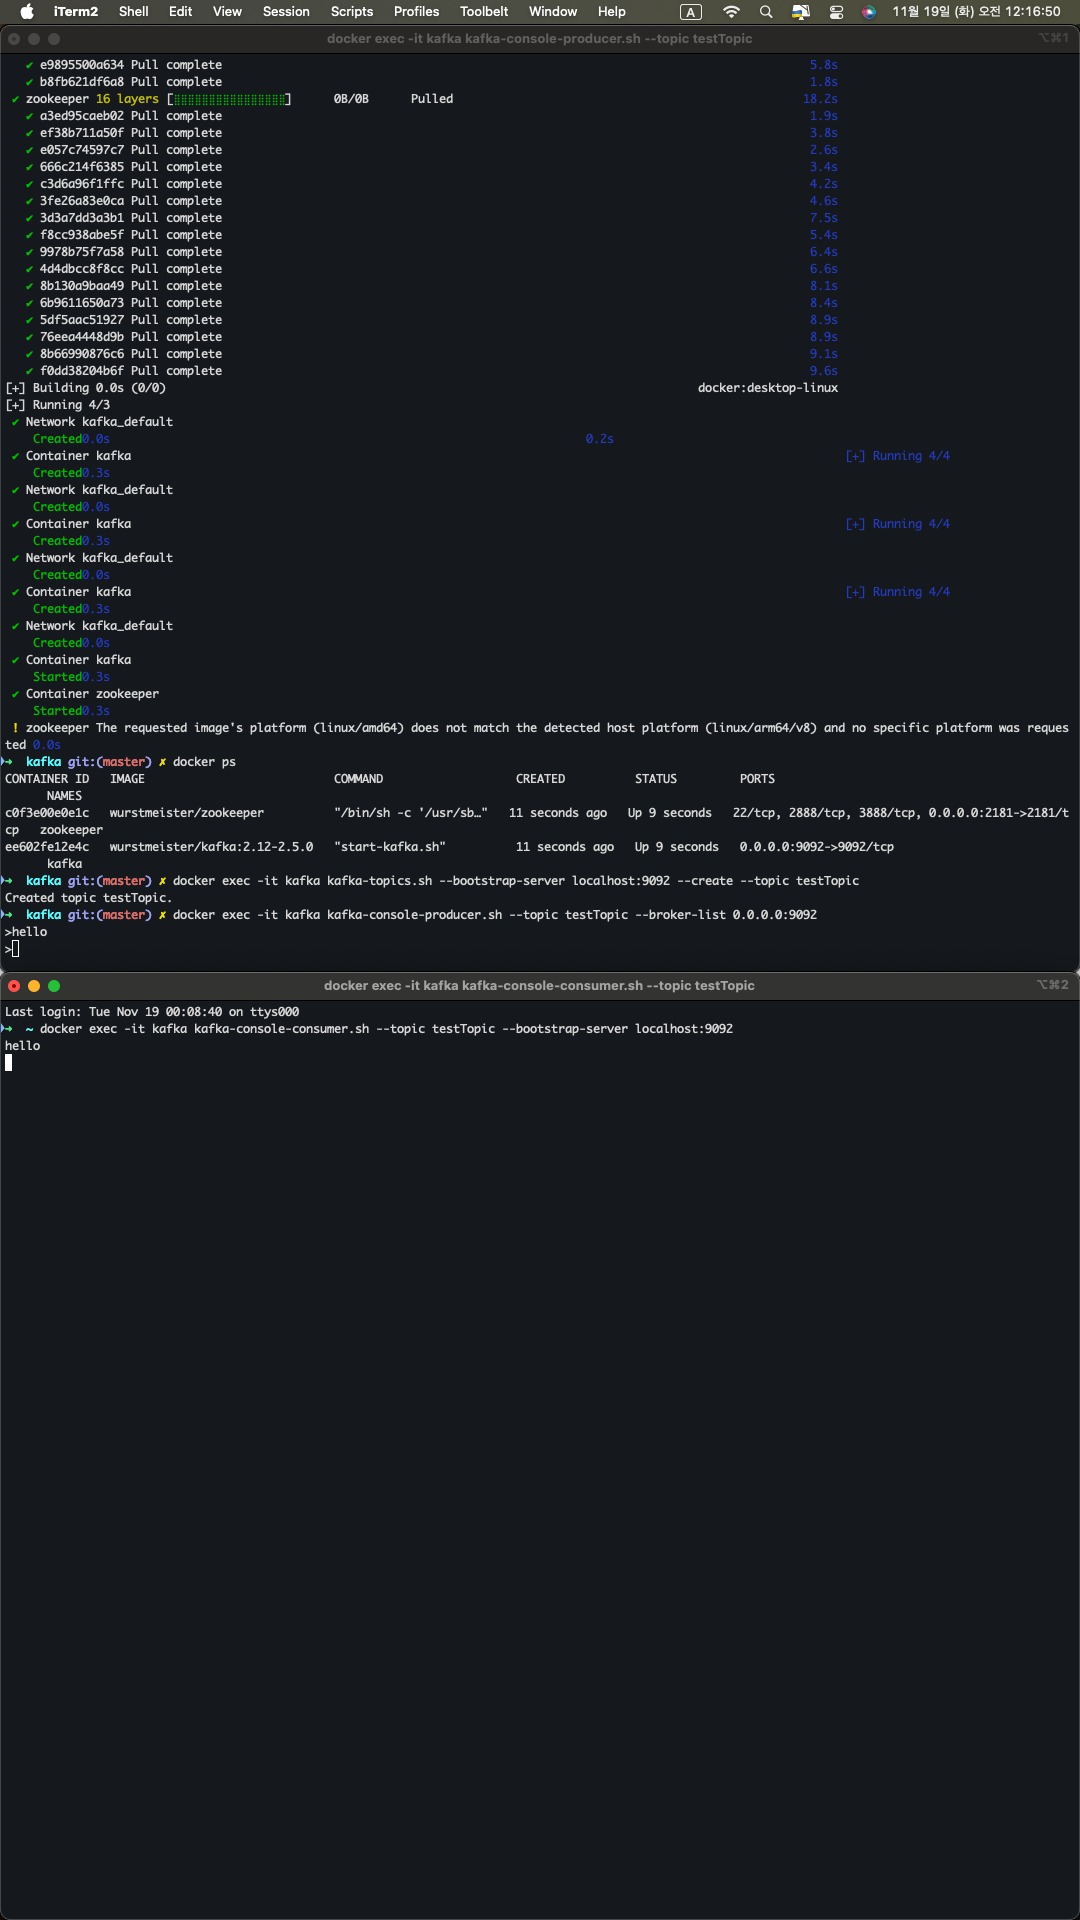 iTerm2 Shell Edit View Session Scripts Profiles Toolbelt Window Help A 11월 19일 (화) 오전 12:16:50
docker exec -it kafka kafka-console-producer.sh --topic testTopic ⌥⌘1
✔ e9895500a634 Pull complete 5.8s
✔ b8fb621df6a8 Pull complete 1.8s
✔ zookeeper 16 layers [⣿⣿⣿⣿⣿⣿⣿⣿⣿⣿⣿⣿⣿⣿⣿⣿] 0B/0B Pulled 18.2s
✔ a3ed95caeb02 Pull complete 1.9s
✔ ef38b711a50f Pull complete 3.8s
✔ e057c74597c7 Pull complete 2.6s
✔ 666c214f6385 Pull complete 3.4s
✔ c3d6a96f1ffc Pull complete 4.2s
✔ 3fe26a83e0ca Pull complete 4.6s
✔ 3d3a7dd3a3b1 Pull complete 7.5s
✔ f8cc938abe5f Pull complete 5.4s
✔ 9978b75f7a58 Pull complete 6.4s
✔ 4d4dbcc8f8cc Pull complete 6.6s
✔ 8b130a9baa49 Pull complete 8.1s
✔ 6b9611650a73 Pull complete 8.4s
✔ 5df5aac51927 Pull complete 8.9s
✔ 76eea4448d9b Pull complete 8.9s
✔ 8b66990876c6 Pull complete 9.1s
✔ f0dd38204b6f Pull complete 9.6s
[+] Building 0.0s (0/0) docker:desktop-linux
[+] Running 4/3
✔ Network kafka_default
Created0.0s 0.2s
✔ Container kafka [+] Running 4/4
Created0.3s
✔ Network kafka_default
Created0.0s
✔ Container kafka [+] Running 4/4
Created0.3s
✔ Network kafka_default
Created0.0s
✔ Container kafka [+] Running 4/4
Created0.3s
✔ Network kafka_default
Created0.0s
✔ Container kafka
Started0.3s
✔ Container zookeeper
Started0.3s
! zookeeper The requested image's platform (linux/amd64) does not match the detected host platform (linux/arm64/v8) and no specific platform was reques
ted 0.0s
➜ kafka git:(master) ✗ docker ps
CONTAINER ID IMAGE COMMAND CREATED STATUS PORTS
NAMES
c0f3e00e0e1c wurstmeister/zookeeper "/bin/sh -c '/usr/sb…" 11 seconds ago Up 9 seconds 22/tcp, 2888/tcp, 3888/tcp, 0.0.0.0:2181->2181/t
cp zookeeper
ee602fe12e4c wurstmeister/kafka:2.12-2.5.0 "start-kafka.sh" 11 seconds ago Up 9 seconds 0.0.0.0:9092->9092/tcp
kafka
➜ kafka git:(master) ✗ docker exec -it kafka kafka-topics.sh --bootstrap-server localhost:9092 --create --topic testTopic
Created topic testTopic.
➜ kafka git:(master) ✗ docker exec -it kafka kafka-console-producer.sh --topic testTopic --broker-list 0.0.0.0:9092
>hello
>
docker exec -it kafka kafka-console-consumer.sh --topic testTopic ⌥⌘2
Last login: Tue Nov 19 00:08:40 on ttys000
➜ ~ docker exec -it kafka kafka-console-consumer.sh --topic testTopic --bootstrap-server localhost:9092
hello